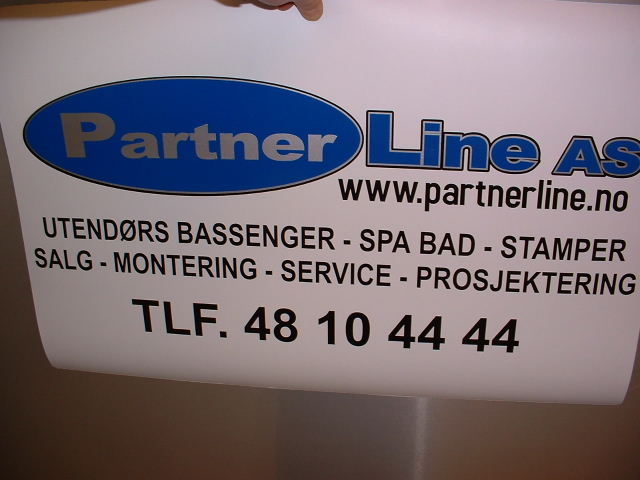 Partner Line AS
www.partnerline.no
UTENDØRS BASSENGER - SPA BAD - STAMPER
SALG - MONTERING - SERVICE - PROSJEKTERING
TLF. 48 10 44 44